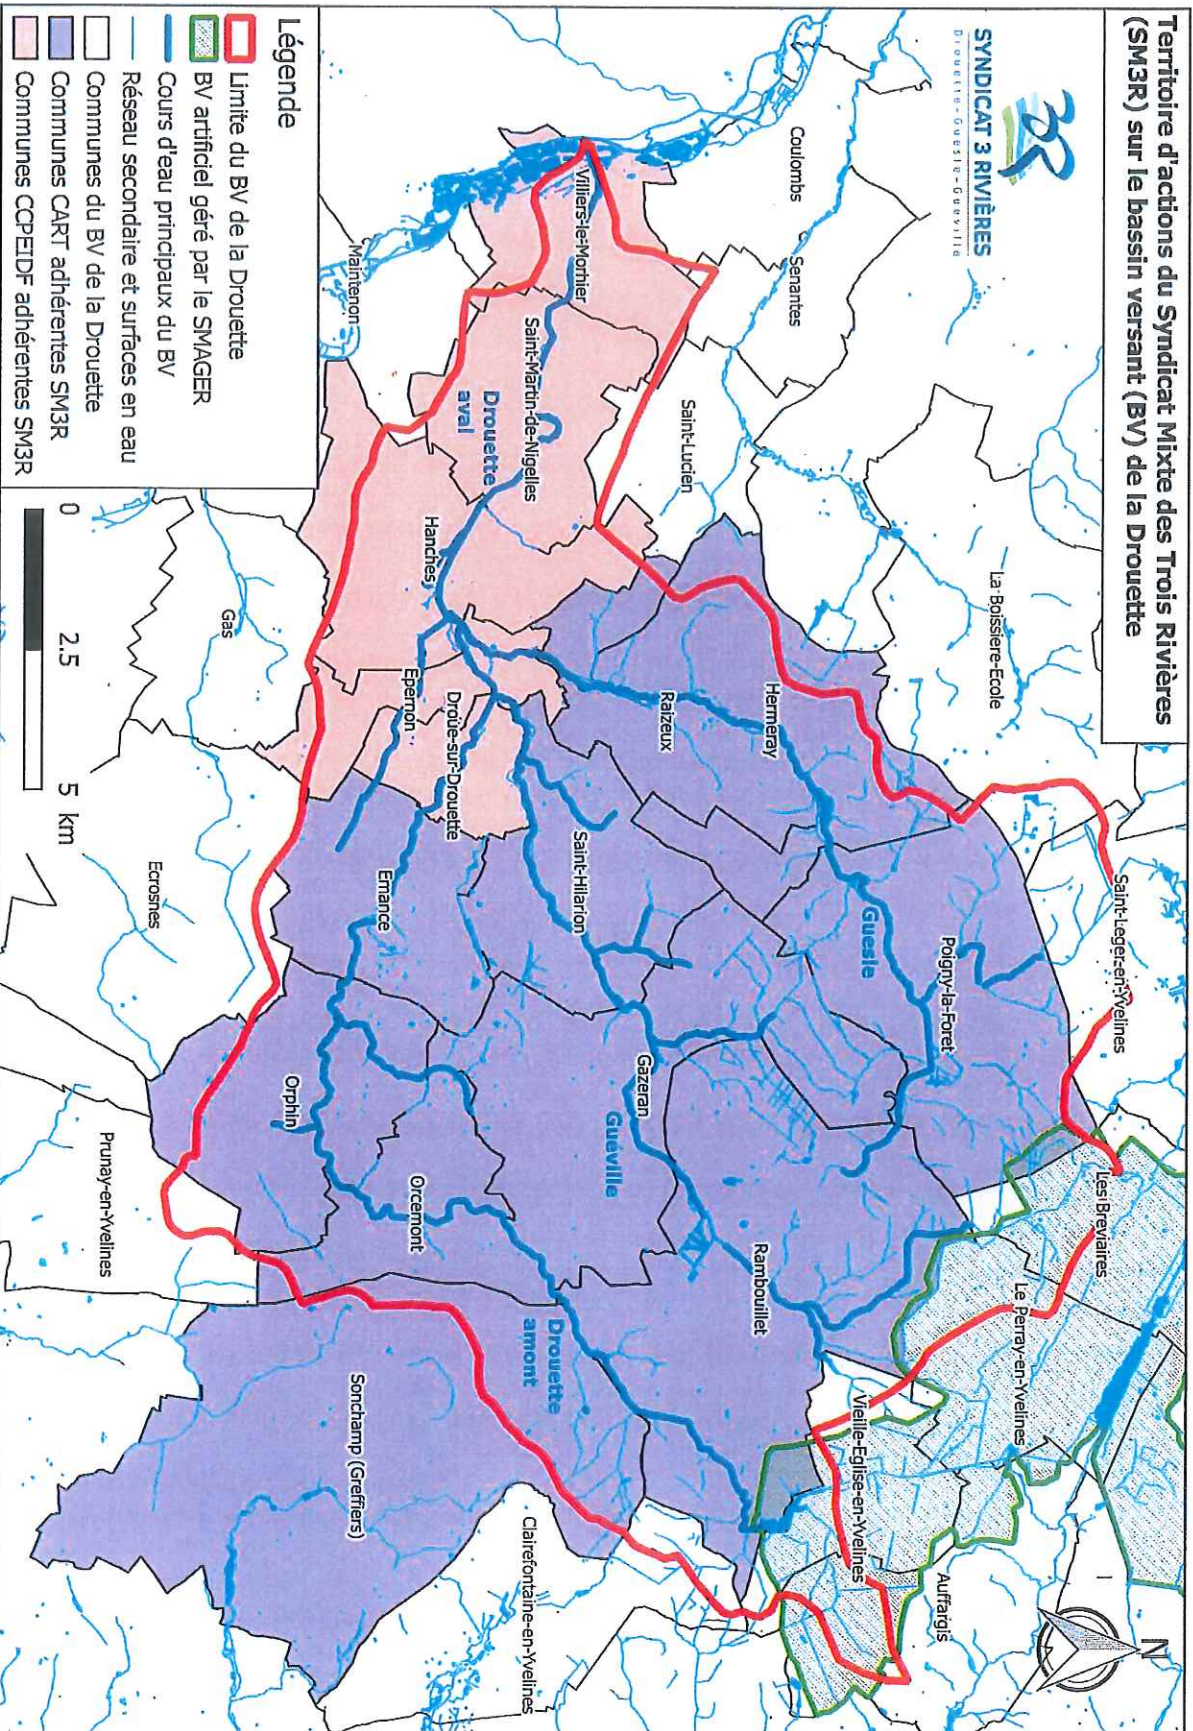 Territoire d'actions du Syndicat Mixte des Trois Rivières
(SM3R) sur le bassin versant (BV) de la Drouette
3R
SYNDICAT 3 RIVIÈRES
Drouette-Guesle-Guéville
N
Coulombs
Senantes
La Boissiere-Ecole
Saint-Leger-en-Yvelines
Les Breviaires
Le Perray-en-Yvelines
Auffargis
Saint-Lucien
Hermeray
Guesle
Poigny-la-Foret
Villiers-le-Morhier
Raizeux
Saint-Martin-de-Nigelles
Drouette
aval
Saint-Hilarion
Gazeran
Guéville
Rambouillet
Vieille-Eglise-en-Yvelines
Maintenon
Hanches
Epernon
Droue-sur-Drouette
Emance
Orcemont
Drouette
amont
Clairefontaine-en-Yvelines
Orphin
Sonchamp (Greffiers)
Gas
Ecrosnes
Prunay-en-Yvelines
Légende
Limite du BV de la Drouette
BV artificiel géré par le SMAGER
Cours d'eau principaux du BV
Réseau secondaire et surfaces en eau
Communes du BV de la Drouette
Communes CART adhérentes SM3R
Communes CCPEIDF adhérentes SM3R
0 2.5 5 km